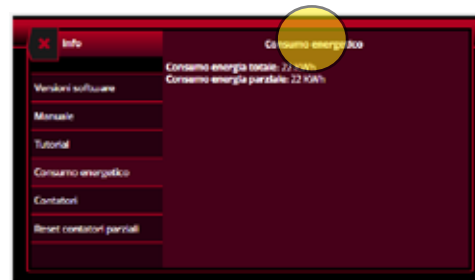 Info
Consumo energetico
Consumo energia totale: 22 KWh
Consumo energia parziale: 22 KWh
Versioni software
Manuale
Tutorial
Consumo energetico
Contatori
Reset contatori parziali